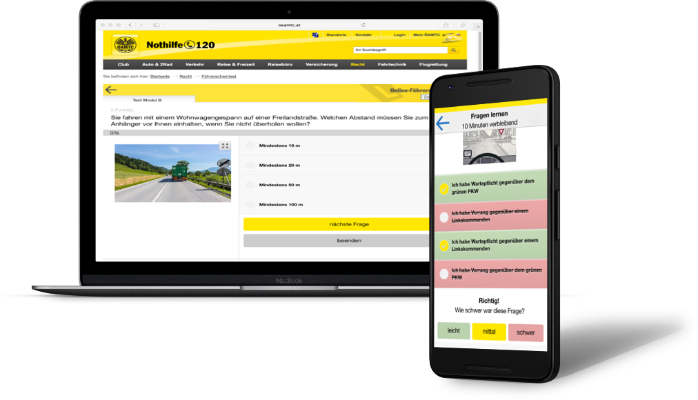 oeamtc.at
ÖAMTC
Nothilfe 120
Standorte Kontakt Login Mein ÖAMTC
Ihr Suchbegriff
Club Auto & 2Rad Verkehr Reise & Freizeit Reisebüro Versicherung Recht Fahrtechnik Flugrettung
Sie befinden sich hier: Startseite Recht Führerscheintest
Online-Führer
Test Modul B
Sie fahren mit einem Wohnwagengespann auf einer Freilandstraße. Welchen Abstand müssen Sie zum
Anhänger vor Ihnen einhalten, wenn Sie nicht überholen wollen?
0%
Mindestens 10 m
Mindestens 20 m
Mindestens 50 m
Mindestens 100 m
nächste Frage
beenden
MacBook
Fragen lernen
10 Minuten verbleibend
Ich habe Wartepflicht gegenüber dem
grünen PKW
Ich habe Vorrang gegenüber einem
Linkskommenden
Ich habe Wartepflicht gegenüber einem
Linkskommenden
Ich habe Vorrang gegenüber dem grünen
PKW
Richtig!
Wie schwer war diese Frage?
leicht mittel schwer